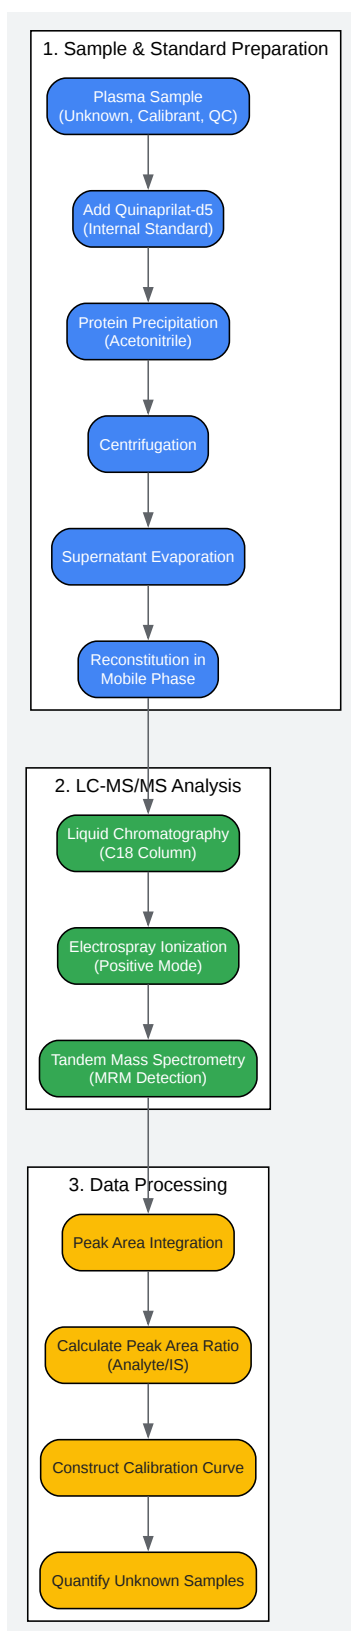 1. Sample & Standard Preparation
Plasma Sample
(Unknown, Calibrant, QC)
Add Quinaprilat-d5
(Internal Standard)
Protein Precipitation
(Acetonitrile)
Centrifugation
Supernatant Evaporation
Reconstitution in
Mobile Phase
2. LC-MS/MS Analysis
Liquid Chromatography
(C18 Column)
Electrospray Ionization
(Positive Mode)
Tandem Mass Spectrometry
(MRM Detection)
3. Data Processing
Peak Area Integration
Calculate Peak Area Ratio
(Analyte/IS)
Construct Calibration Curve
Quantify Unknown Samples